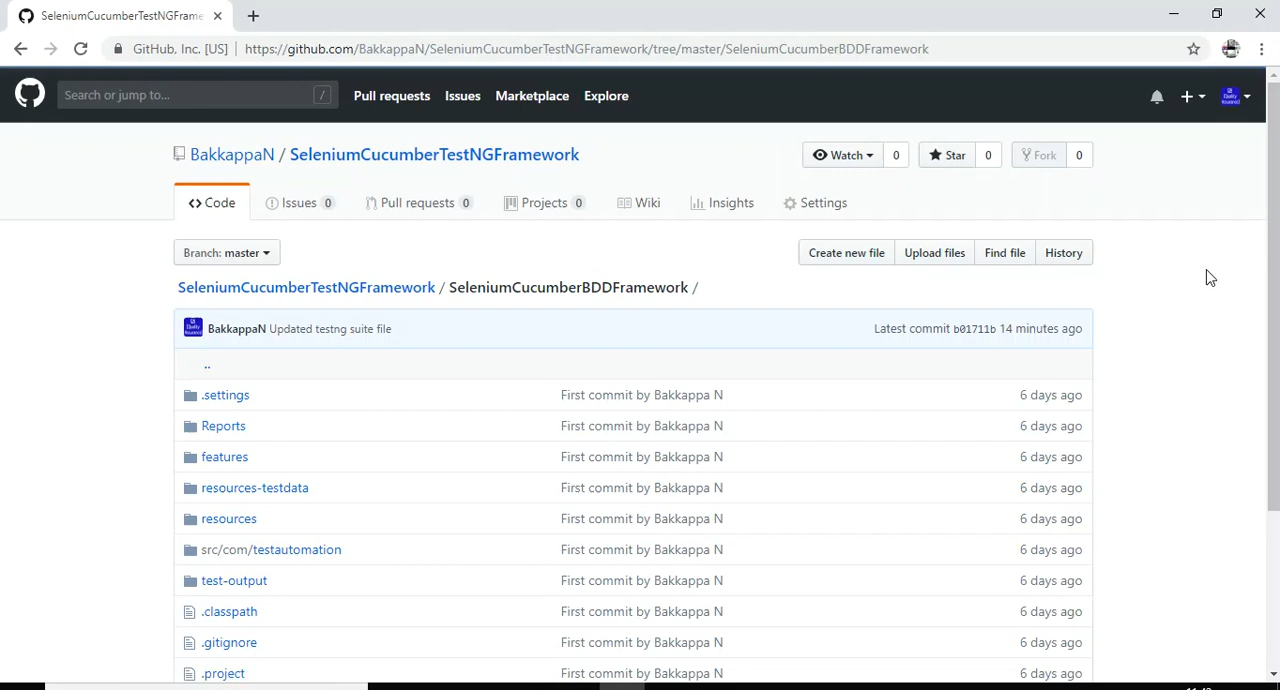 SeleniumCucumberTestNGFrame
GitHub, Inc. [US] | https://github.com/BakkappaN/SeleniumCucumberTestNGFramework/tree/master/SeleniumCucumberBDDFramework
Search or jump to... / Pull requests Issues Marketplace Explore
BakkappaN / SeleniumCucumberTestNGFramework Watch 0 Star 0 Fork 0
Code Issues 0 Pull requests 0 Projects 0 Wiki Insights Settings
Branch: master Create new file Upload files Find file History
SeleniumCucumberTestNGFramework / SeleniumCucumberBDDFramework /
BakkappaN Updated testng suite file Latest commit b01711b 14 minutes ago
..
.settings First commit by Bakkappa N 6 days ago
Reports First commit by Bakkappa N 6 days ago
features First commit by Bakkappa N 6 days ago
resources-testdata First commit by Bakkappa N 6 days ago
resources First commit by Bakkappa N 6 days ago
src/com/testautomation First commit by Bakkappa N 6 days ago
test-output First commit by Bakkappa N 6 days ago
.classpath First commit by Bakkappa N 6 days ago
.gitignore First commit by Bakkappa N 6 days ago
.project First commit by Bakkappa N 6 days ago